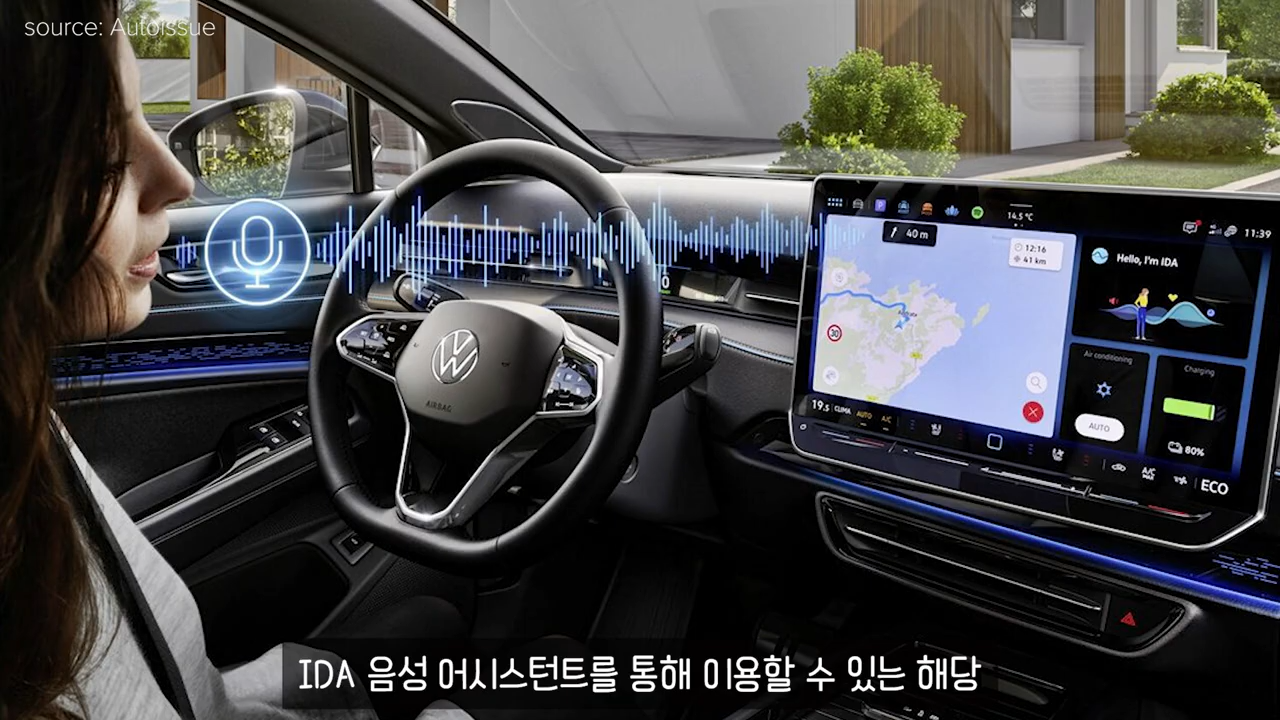 source: Autoissue
14.5 °C
11:39
40 m
12:16
41 km
Hello, I'm IDA
30
Air conditioning
AUTO
Charging
80%
19.5 CLIMA AUTO A/C
A/C MAX
ECO
AIRBAG
IDA 음성 어시스턴트를 통해 이용할 수 있는 해당